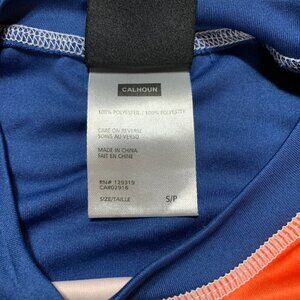 CALHOUN
100% POLYESTER / 100% POLYESTER
CARE ON REVERSE
SOINS AU VERSO
MADE IN CHINA
FAIT EN CHINE
RN# 129319
CA#02916
SIZE/TAILLE S/P